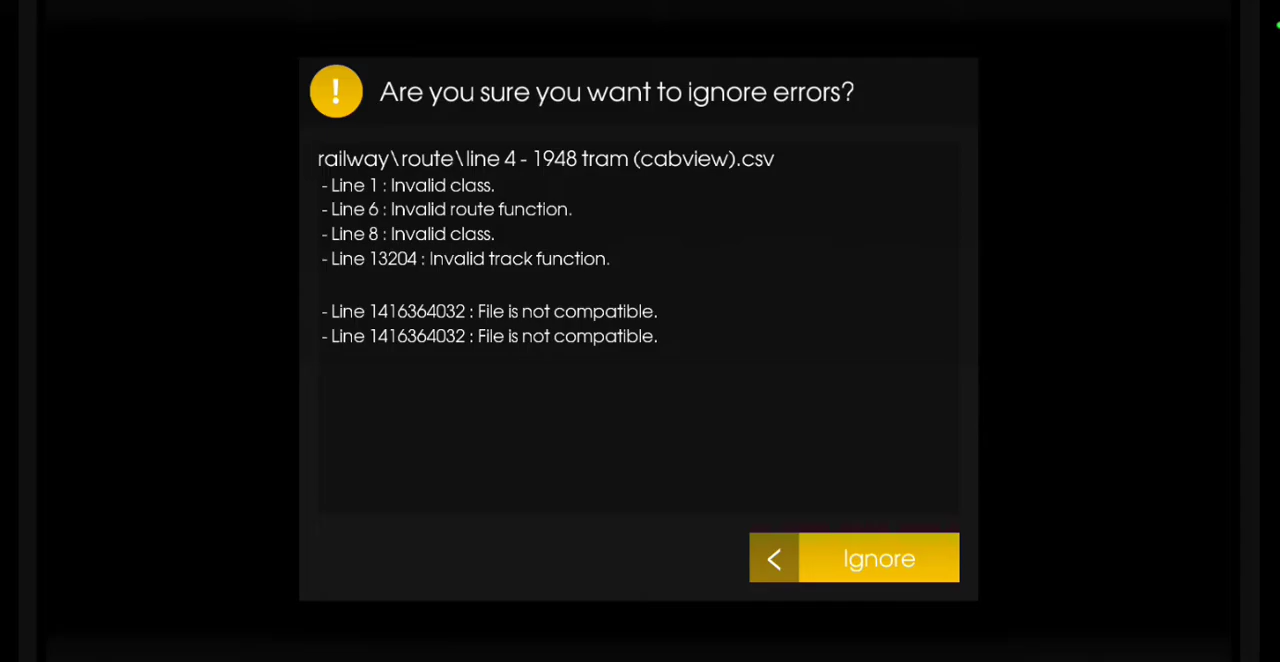 !
Are you sure you want to ignore errors?
railway\route\line 4 - 1948 tram (cabview).csv
- Line 1 : Invalid class.
- Line 6 : Invalid route function.
- Line 8 : Invalid class.
- Line 13204 : Invalid track function.
- Line 1416364032 : File is not compatible.
- Line 1416364032 : File is not compatible.
< Ignore